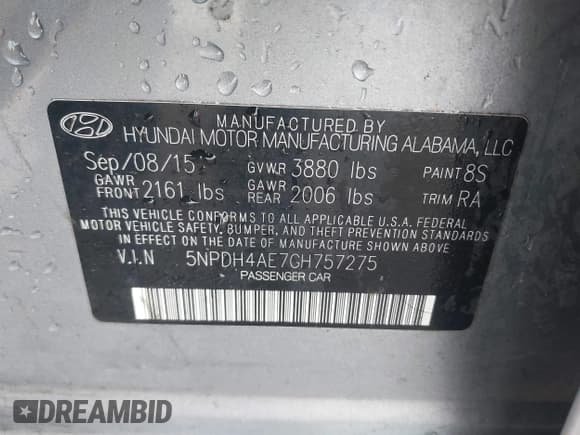 MANUFACTURED BY
HYUNDAI MOTOR MANUFACTURING ALABAMA, LLC
Sep/08/15 GVWR 3880 lbs PAINT 8S
GAWR FRONT 2161 lbs GAWR REAR 2006 lbs TRIM RA
THIS VEHICLE CONFORMS TO ALL APPLICABLE U.S.A. FEDERAL
MOTOR VEHICLE SAFETY, BUMPER, AND THEFT PREVENTION STANDARDS
IN EFFECT ON THE DATE OF MANUFACTURE SHOWN ABOVE.
V.I.N 5NPDH4AE7GH757275
PASSENGER CAR
DREAMBID